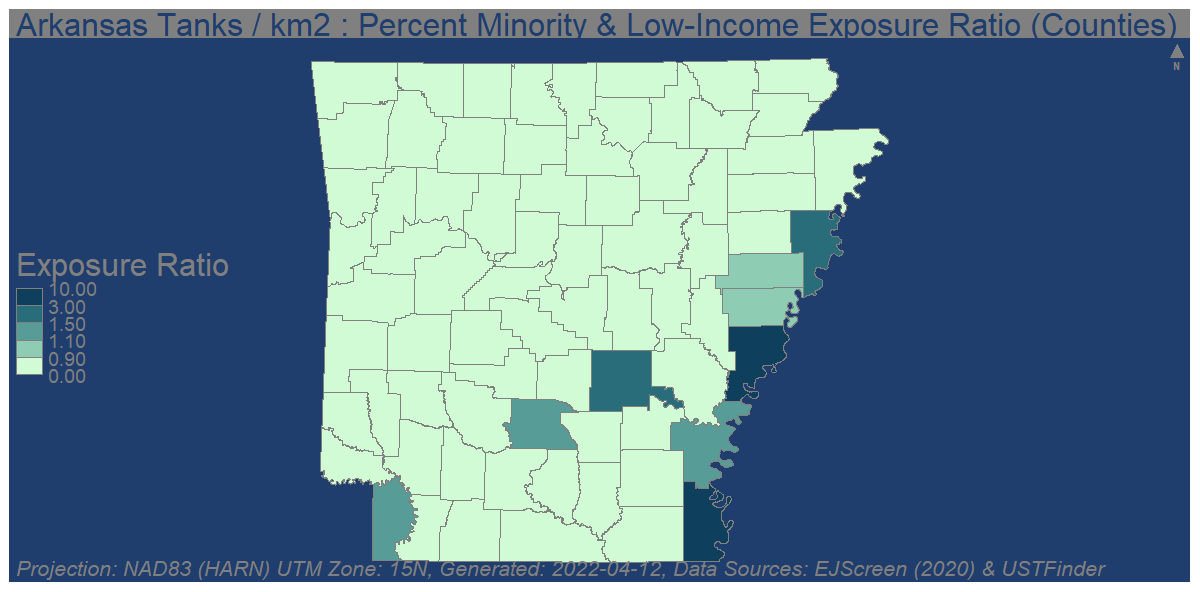 Arkansas Tanks / km2 : Percent Minority & Low-Income Exposure Ratio (Counties)
N
Exposure Ratio
10.00
3.00
1.50
1.10
0.90
0.00
Projection: NAD83 (HARN) UTM Zone: 15N, Generated: 2022-04-12, Data Sources: EJScreen (2020) & USTFinder